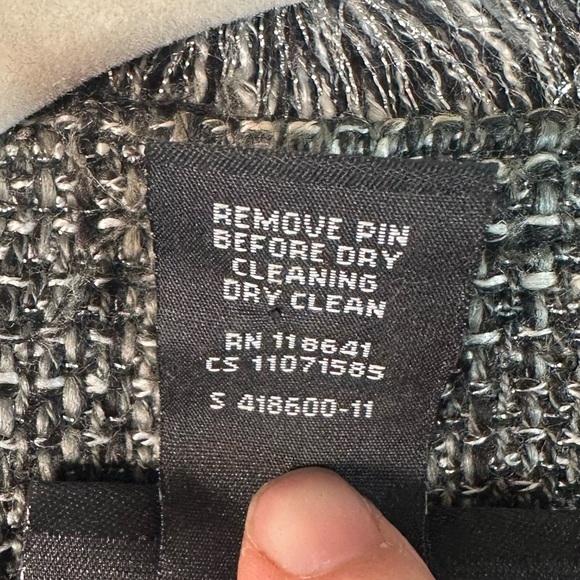 REMOVE PIN
BEFORE DRY
CLEANING
DRY CLEAN
RN 118641
CS 11071585
S 418600-11